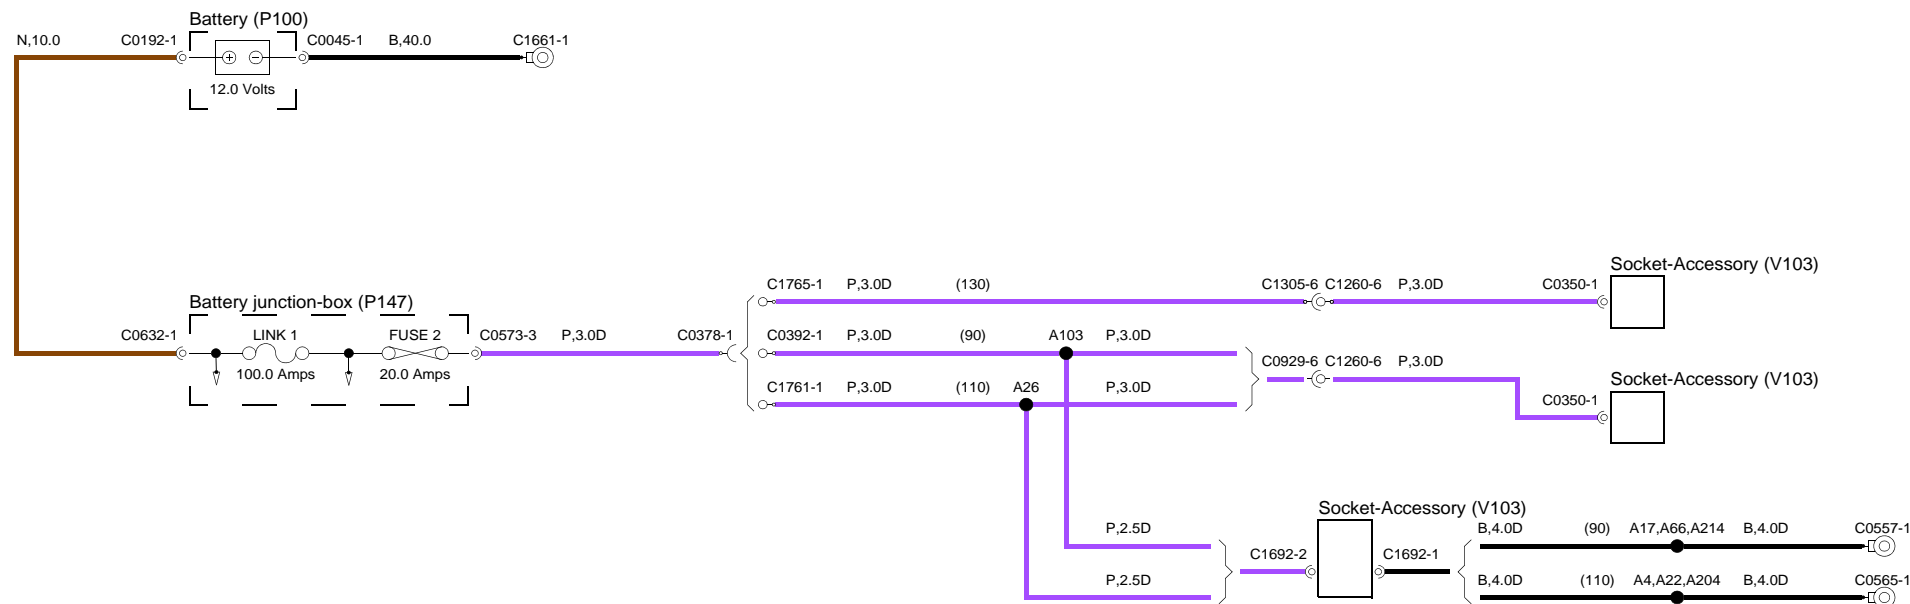 Battery (P100)
N,10.0 C0192-1 C0045-1 B,40.0 C1661-1
12.0 Volts
Socket-Accessory (V103)
C1765-1 P,3.0D (130) C1305-6 C1260-6 P,3.0D C0350-1
Battery junction-box (P147)
C0632-1 LINK 1 FUSE 2 C0573-3 P,3.0D C0378-1 C0392-1 P,3.0D (90) A103 P,3.0D
C0929-6 C1260-6 P,3.0D
100.0 Amps 20.0 Amps
Socket-Accessory (V103)
C1761-1 P,3.0D (110) A26 P,3.0D
C0350-1
Socket-Accessory (V103)
P,2.5D B,4.0D (90) A17,A66,A214 B,4.0D C0557-1
C1692-2 C1692-1
P,2.5D B,4.0D (110) A4,A22,A204 B,4.0D C0565-1